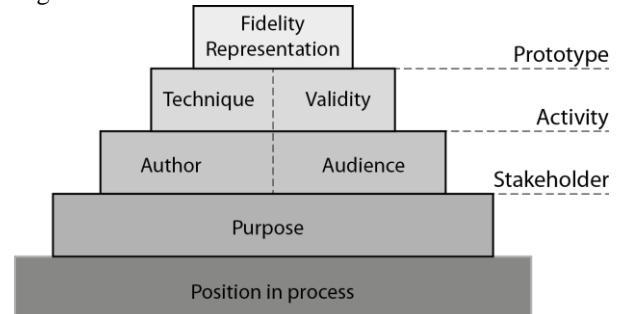 Fidelity
Representation
Prototype
Technique
Validity
Activity
Author
Audience
Stakeholder
Purpose
Position in process